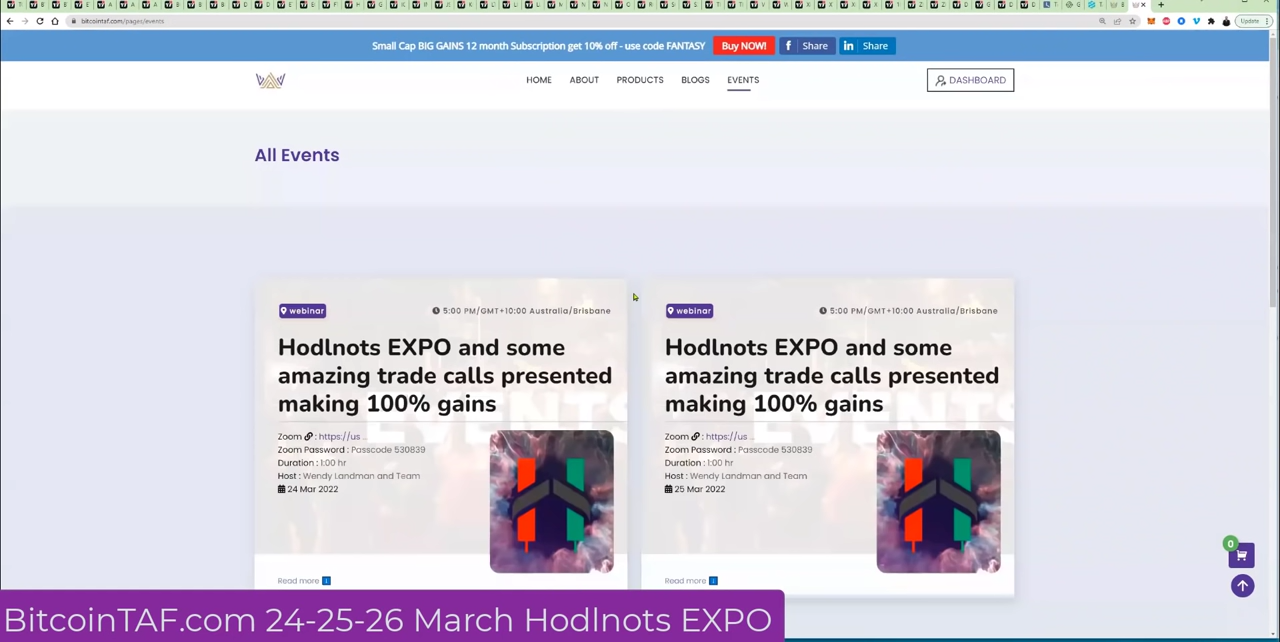 bitcointaf.com/pages/events
Update
Small Cap BIG GAINS 12 month Subscription get 10% off - use code FANTASY
Buy NOW!
Share
Share
HOME
ABOUT
PRODUCTS
BLOGS
EVENTS
DASHBOARD
All Events
webinar
5:00 PM/GMT+10:00 Australia/Brisbane
Hodlnots EXPO and some
amazing trade calls presented
making 100% gains
Zoom : https://us ...
Zoom Password : Passcode 530839
Duration : 1:00 hr
Host : Wendy Landman and Team
24 Mar 2022
Read more
webinar
5:00 PM/GMT+10:00 Australia/Brisbane
Hodlnots EXPO and some
amazing trade calls presented
making 100% gains
Zoom : https://us ...
Zoom Password : Passcode 530839
Duration : 1:00 hr
Host : Wendy Landman and Team
25 Mar 2022
Read more
0
BitcoinTAF.com 24-25-26 March Hodlnots EXPO